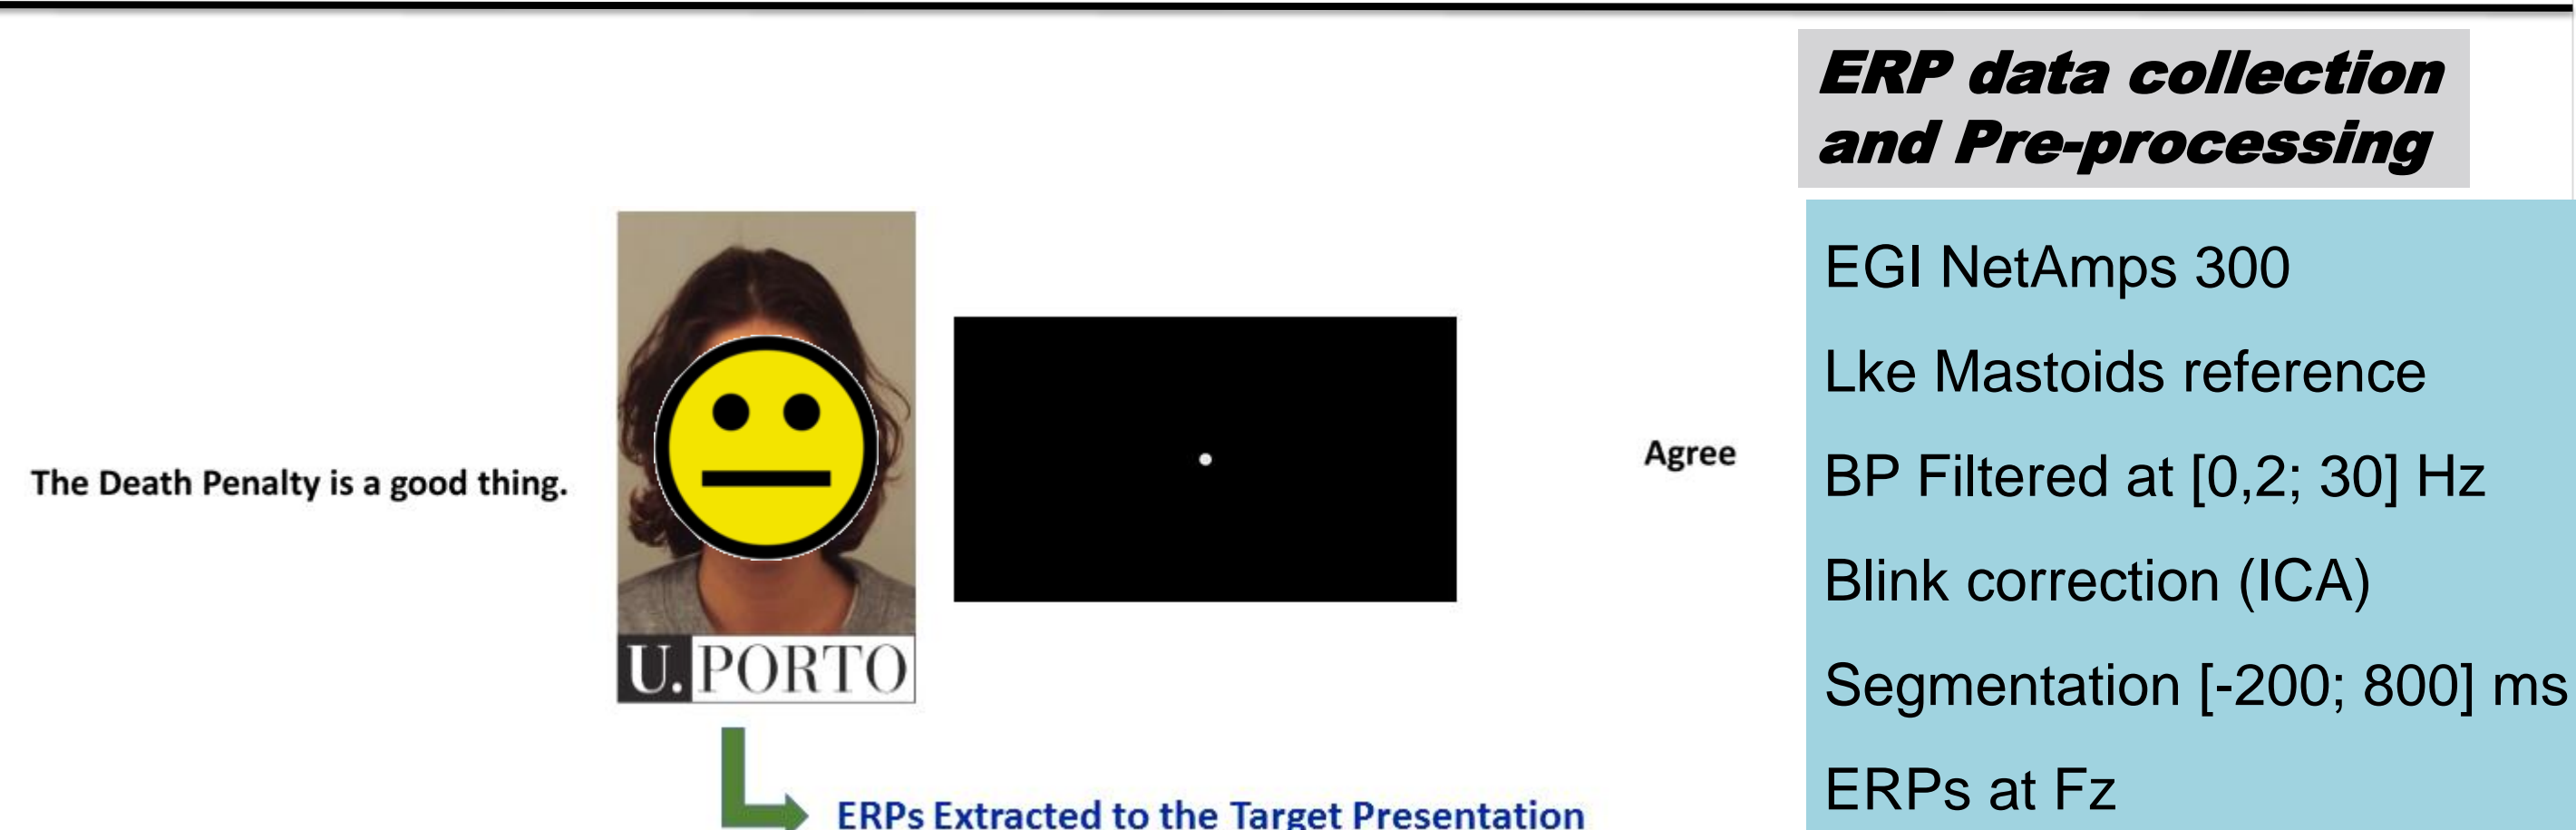 ERP data collection
and Pre-processing
The Death Penalty is a good thing.
U. PORTO
Agree
ERPs Extracted to the Target Presentation
EGI NetAmps 300
Lke Mastoids reference
BP Filtered at [0,2; 30] Hz
Blink correction (ICA)
Segmentation [-200; 800] ms
ERPs at Fz